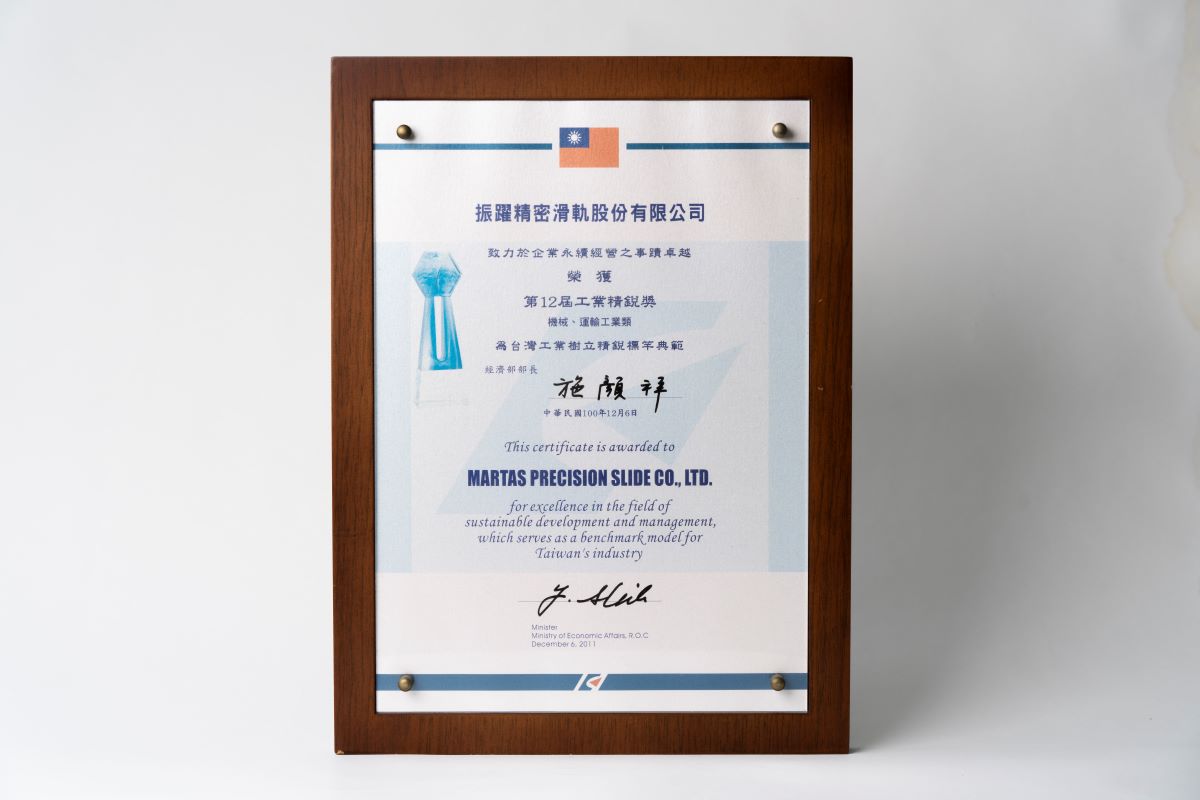 振躍精密滑軌股份有限公司
致力於企業永續經營之事蹟卓越
榮獲
第12屆工業精銳獎
機械、運輸工業類
為台灣工業樹立精銳標竿典範
經濟部部長
施顏祥
中華民國100年12月6日
This certificate is awarded to
MARTAS PRECISION SLIDE CO., LTD.
for excellence in the field of
sustainable development and management,
which serves as a benchmark model for
Taiwan's industry
Y. Shih
Minister
Ministry of Economic Affairs, R.O.C
December 6, 2011